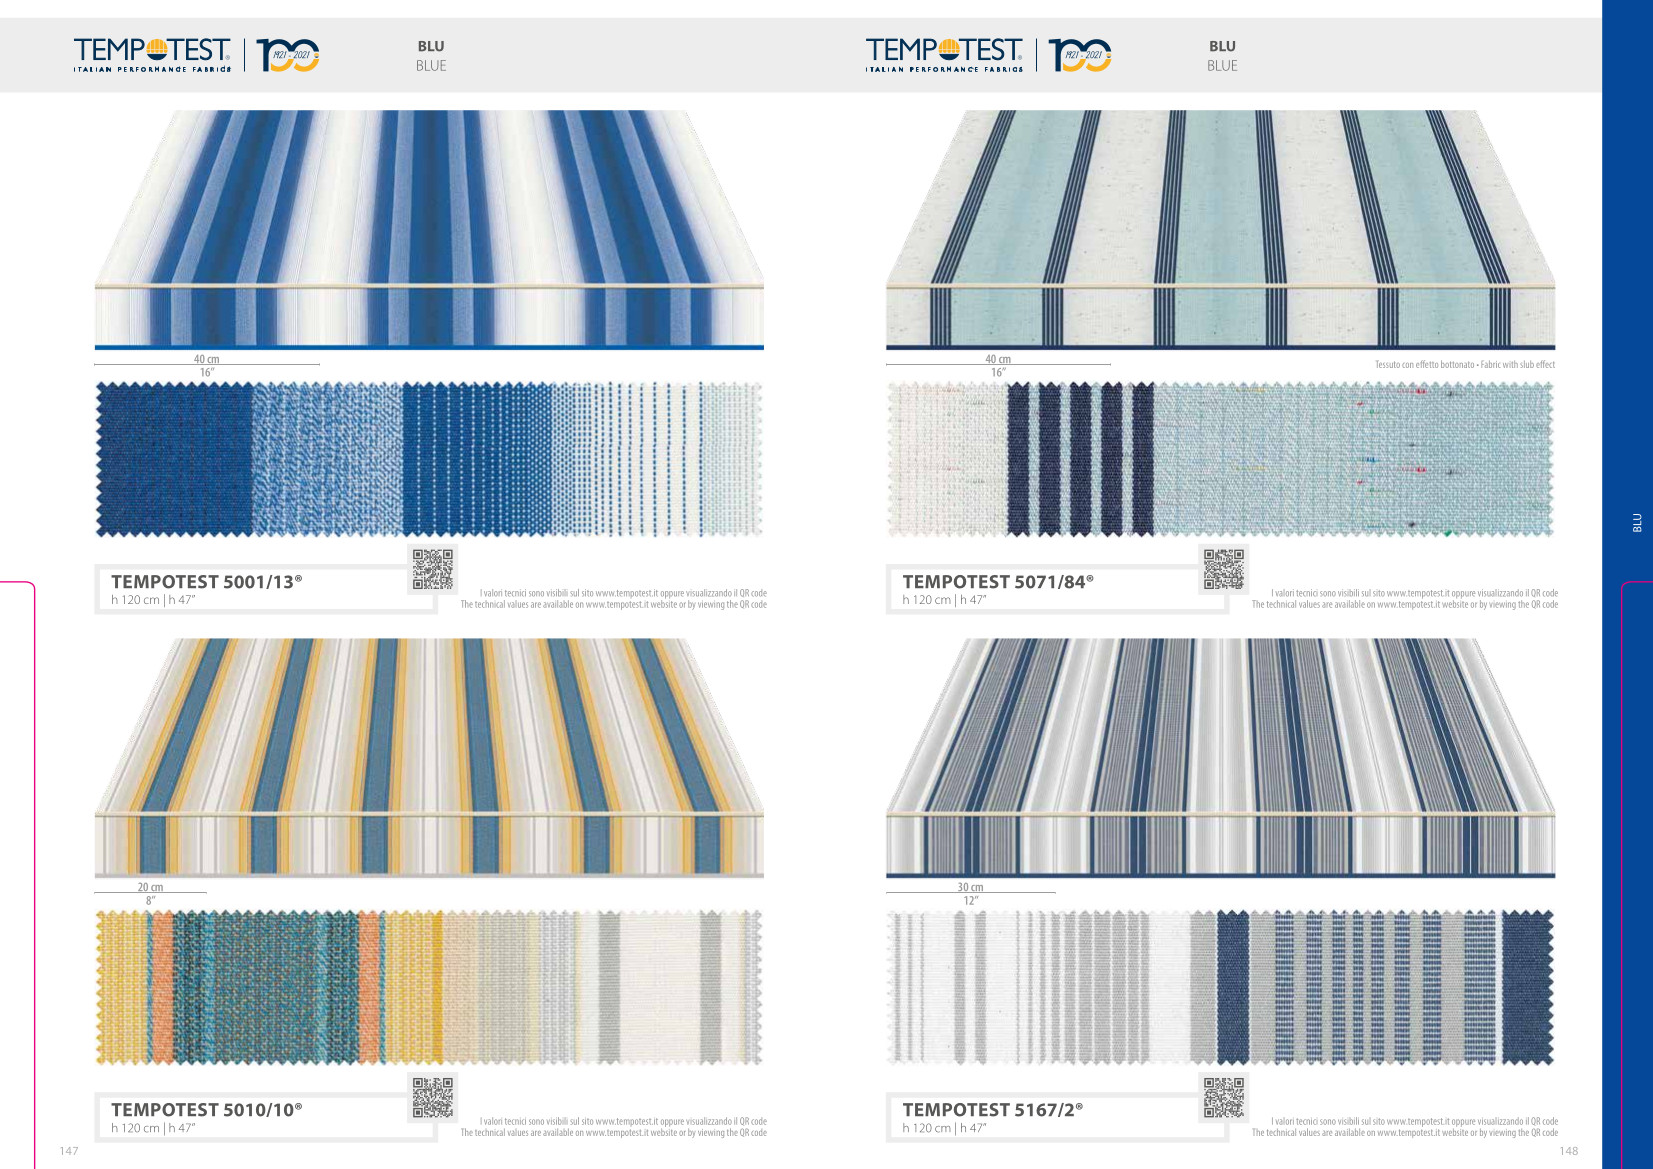 TEMPOTEST®
ITALIAN PERFORMANCE FABRICS
100
1921 - 2021
BLU
BLUE
40 cm
16”
TEMPOTEST 5001/13®
h 120 cm | h 47”
I valori tecnici sono visibili sul sito www.tempotest.it oppure visualizzando il QR code
The technical values are available on www.tempotest.it website or by viewing the QR code
20 cm
8”
TEMPOTEST 5010/10®
h 120 cm | h 47”
I valori tecnici sono visibili sul sito www.tempotest.it oppure visualizzando il QR code
The technical values are available on www.tempotest.it website or by viewing the QR code
147
TEMPOTEST®
ITALIAN PERFORMANCE FABRICS
100
1921 - 2021
BLU
BLUE
40 cm
16”
Tessuto con effetto bottonato • Fabric with slub effect
TEMPOTEST 5071/84®
h 120 cm | h 47”
I valori tecnici sono visibili sul sito www.tempotest.it oppure visualizzando il QR code
The technical values are available on www.tempotest.it website or by viewing the QR code
30 cm
12”
TEMPOTEST 5167/2®
h 120 cm | h 47”
I valori tecnici sono visibili sul sito www.tempotest.it oppure visualizzando il QR code
The technical values are available on www.tempotest.it website or by viewing the QR code
148
BLU